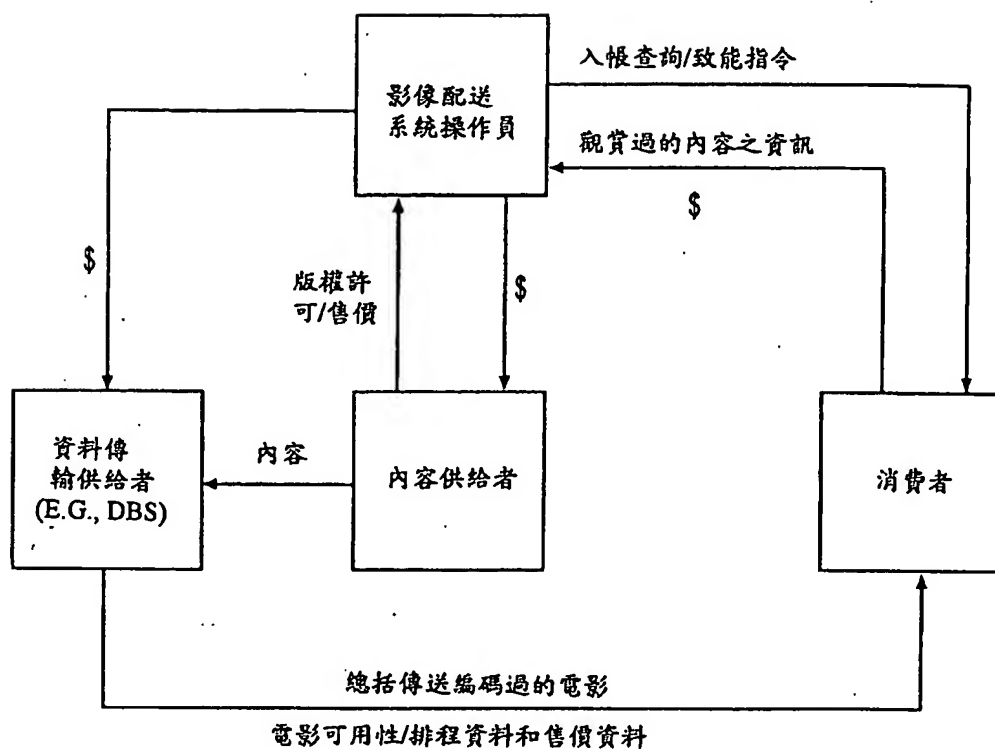 入帳查詢/致能指令
影像配送
系統操作員
觀賞過的內容之資訊
$
$
版權許
可/售價
$
資料傳
輸供給者
(E.G., DBS)
內容
內容供給者
消費者
總括傳送編碼過的電影
電影可用性/排程資料和售價資料